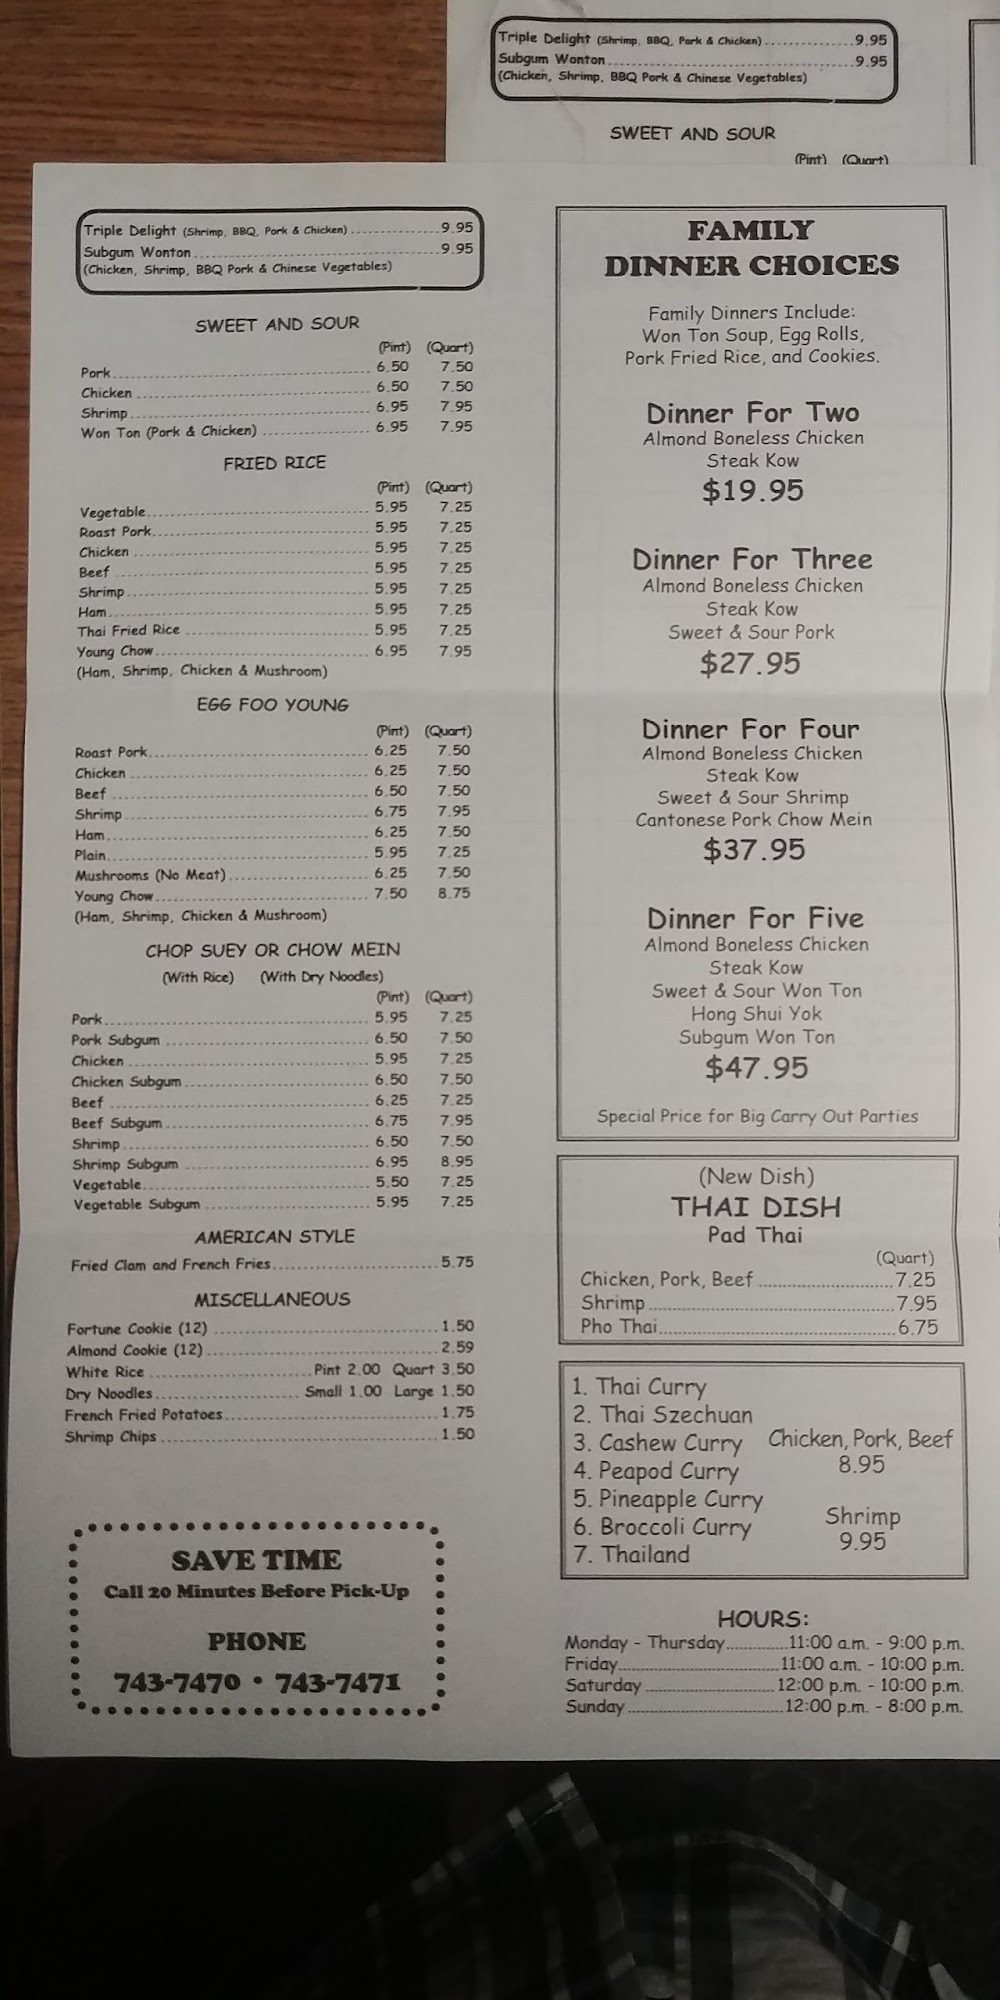 Triple Delight (Shrimp, BBQ, Pork & Chicken) 9.95
Subgum Wonton 9.95
(Chicken, Shrimp, BBQ Pork & Chinese Vegetables)
SWEET AND SOUR
(Pint) (Quart)
Triple Delight (Shrimp, BBQ, Pork & Chicken) 9.95
Subgum Wonton 9.95
(Chicken, Shrimp, BBQ Pork & Chinese Vegetables)
SWEET AND SOUR
(Pint) (Quart)
Pork 6.50 7.50
Chicken 6.50 7.50
Shrimp 6.95 7.95
Won Ton (Pork & Chicken) 6.95 7.95
FRIED RICE
(Pint) (Quart)
Vegetable 5.95 7.25
Roast Pork 5.95 7.25
Chicken 5.95 7.25
Beef 5.95 7.25
Shrimp 5.95 7.25
Ham 5.95 7.25
Thai Fried Rice 5.95 7.25
Young Chow 6.95 7.95
(Ham, Shrimp, Chicken & Mushroom)
EGG FOO YOUNG
(Pint) (Quart)
Roast Pork 6.25 7.50
Chicken 6.25 7.50
Beef 6.50 7.50
Shrimp 6.75 7.95
Ham 6.25 7.50
Plain 5.95 7.25
Mushrooms (No Meat) 6.25 7.50
Young Chow 7.50 8.75
(Ham, Shrimp, Chicken & Mushroom)
CHOP SUEY OR CHOW MEIN
(With Rice) (With Dry Noodles)
(Pint) (Quart)
Pork 5.95 7.25
Pork Subgum 6.50 7.50
Chicken 5.95 7.25
Chicken Subgum 6.50 7.50
Beef 6.25 7.25
Beef Subgum 6.75 7.95
Shrimp 6.50 7.50
Shrimp Subgum 6.95 8.95
Vegetable 5.50 7.25
Vegetable Subgum 5.95 7.25
AMERICAN STYLE
Fried Clam and French Fries 5.75
MISCELLANEOUS
Fortune Cookie (12) 1.50
Almond Cookie (12) 2.59
White Rice Pint 2.00 Quart 3.50
Dry Noodles Small 1.00 Large 1.50
French Fried Potatoes 1.75
Shrimp Chips 1.50
SAVE TIME
Call 20 Minutes Before Pick-Up
PHONE
743-7470 • 743-7471
FAMILY
DINNER CHOICES
Family Dinners Include:
Won Ton Soup, Egg Rolls,
Pork Fried Rice, and Cookies.
Dinner For Two
Almond Boneless Chicken
Steak Kow
$19.95
Dinner For Three
Almond Boneless Chicken
Steak Kow
Sweet & Sour Pork
$27.95
Dinner For Four
Almond Boneless Chicken
Steak Kow
Sweet & Sour Shrimp
Cantonese Pork Chow Mein
$37.95
Dinner For Five
Almond Boneless Chicken
Steak Kow
Sweet & Sour Won Ton
Hong Shui Yok
Subgum Won Ton
$47.95
Special Price for Big Carry Out Parties
(New Dish)
THAI DISH
Pad Thai
(Quart)
Chicken, Pork, Beef 7.25
Shrimp 7.95
Pho Thai 6.75
1. Thai Curry
2. Thai Szechuan
3. Cashew Curry
4. Peapod Curry
5. Pineapple Curry
6. Broccoli Curry
7. Thailand
Chicken, Pork, Beef
8.95
Shrimp
9.95
HOURS:
Monday - Thursday 11:00 a.m. - 9:00 p.m.
Friday 11:00 a.m. - 10:00 p.m.
Saturday 12:00 p.m. - 10:00 p.m.
Sunday 12:00 p.m. - 8:00 p.m.